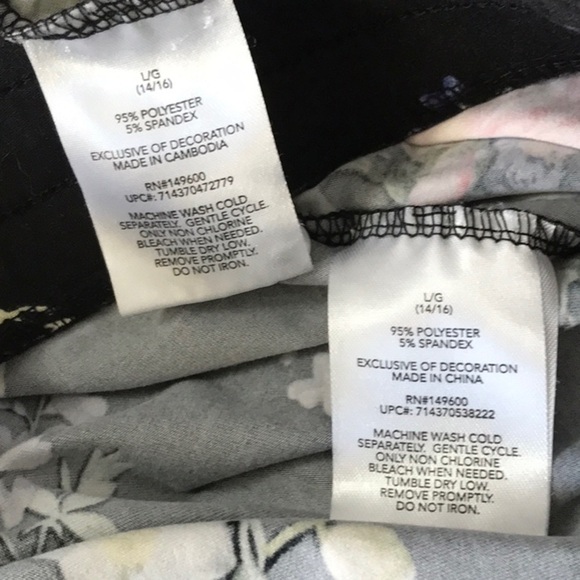 L/G
(14/16)
95% POLYESTER
5% SPANDEX
EXCLUSIVE OF DECORATION
MADE IN CAMBODIA
RN#149600
UPC#: 714370472779
MACHINE WASH COLD
SEPARATELY. GENTLE CYCLE.
ONLY NON CHLORINE
BLEACH WHEN NEEDED.
TUMBLE DRY LOW.
REMOVE PROMPTLY.
DO NOT IRON.
L/G
(14/16)
95% POLYESTER
5% SPANDEX
EXCLUSIVE OF DECORATION
MADE IN CHINA
RN#149600
UPC#: 714370538222
MACHINE WASH COLD
SEPARATELY. GENTLE CYCLE.
ONLY NON CHLORINE
BLEACH WHEN NEEDED.
TUMBLE DRY LOW.
REMOVE PROMPTLY.
DO NOT IRON.